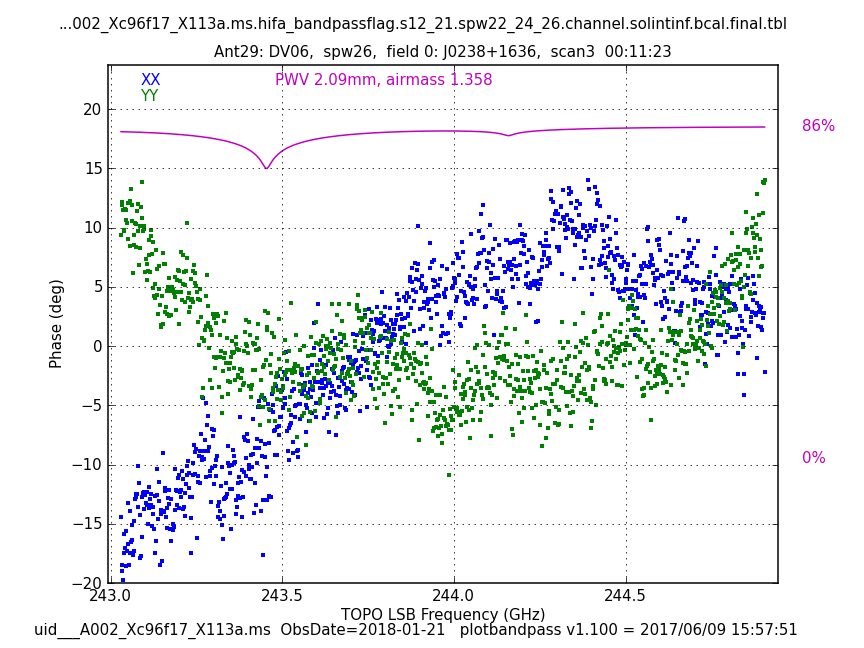 ...002_Xc96f17_X113a.ms.hifa_bandpassflag.s12_21.spw22_24_26.channel.solintinf.bcal.final.tbl
Ant29: DV06, spw26, field 0: J0238+1636, scan3 00:11:23
XX
PWV 2.09mm, airmass 1.358
YY
20
86%
15
10
5
Phase (deg)
0
−5
−10
0%
−15
−20
243.0 243.5 244.0 244.5
TOPO LSB Frequency (GHz)
uid___A002_Xc96f17_X113a.ms ObsDate=2018-01-21 plotbandpass v1.100 = 2017/06/09 15:57:51